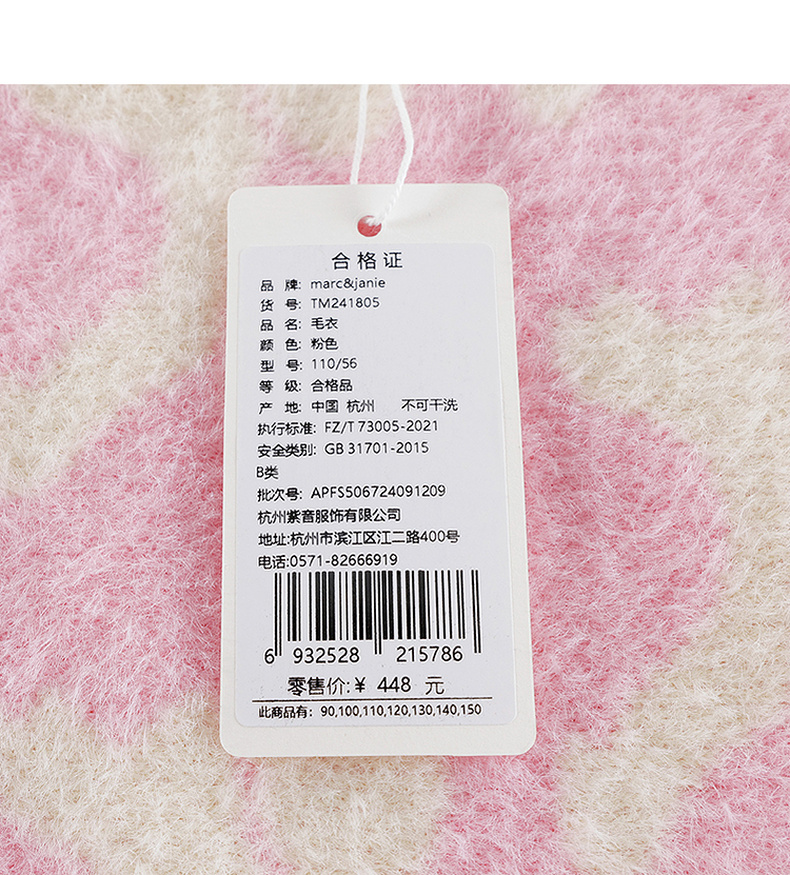 合格证
品 牌: marc&janie
货 号: TM241805
品 名: 毛衣
颜 色: 粉色
型 号: 110/56
等 级: 合格品
产 地: 中国 杭州 不可干洗
执行标准: FZ/T 73005-2021
安全类别: GB 31701-2015
B类
批次号: APFS506724091209
杭州紫音服饰有限公司
地址:杭州市滨江区江二路400号
电话:0571-82666919
6 932528 215786
零售价:¥ 448 元
此商品有: 90,100,110,120,130,140,150